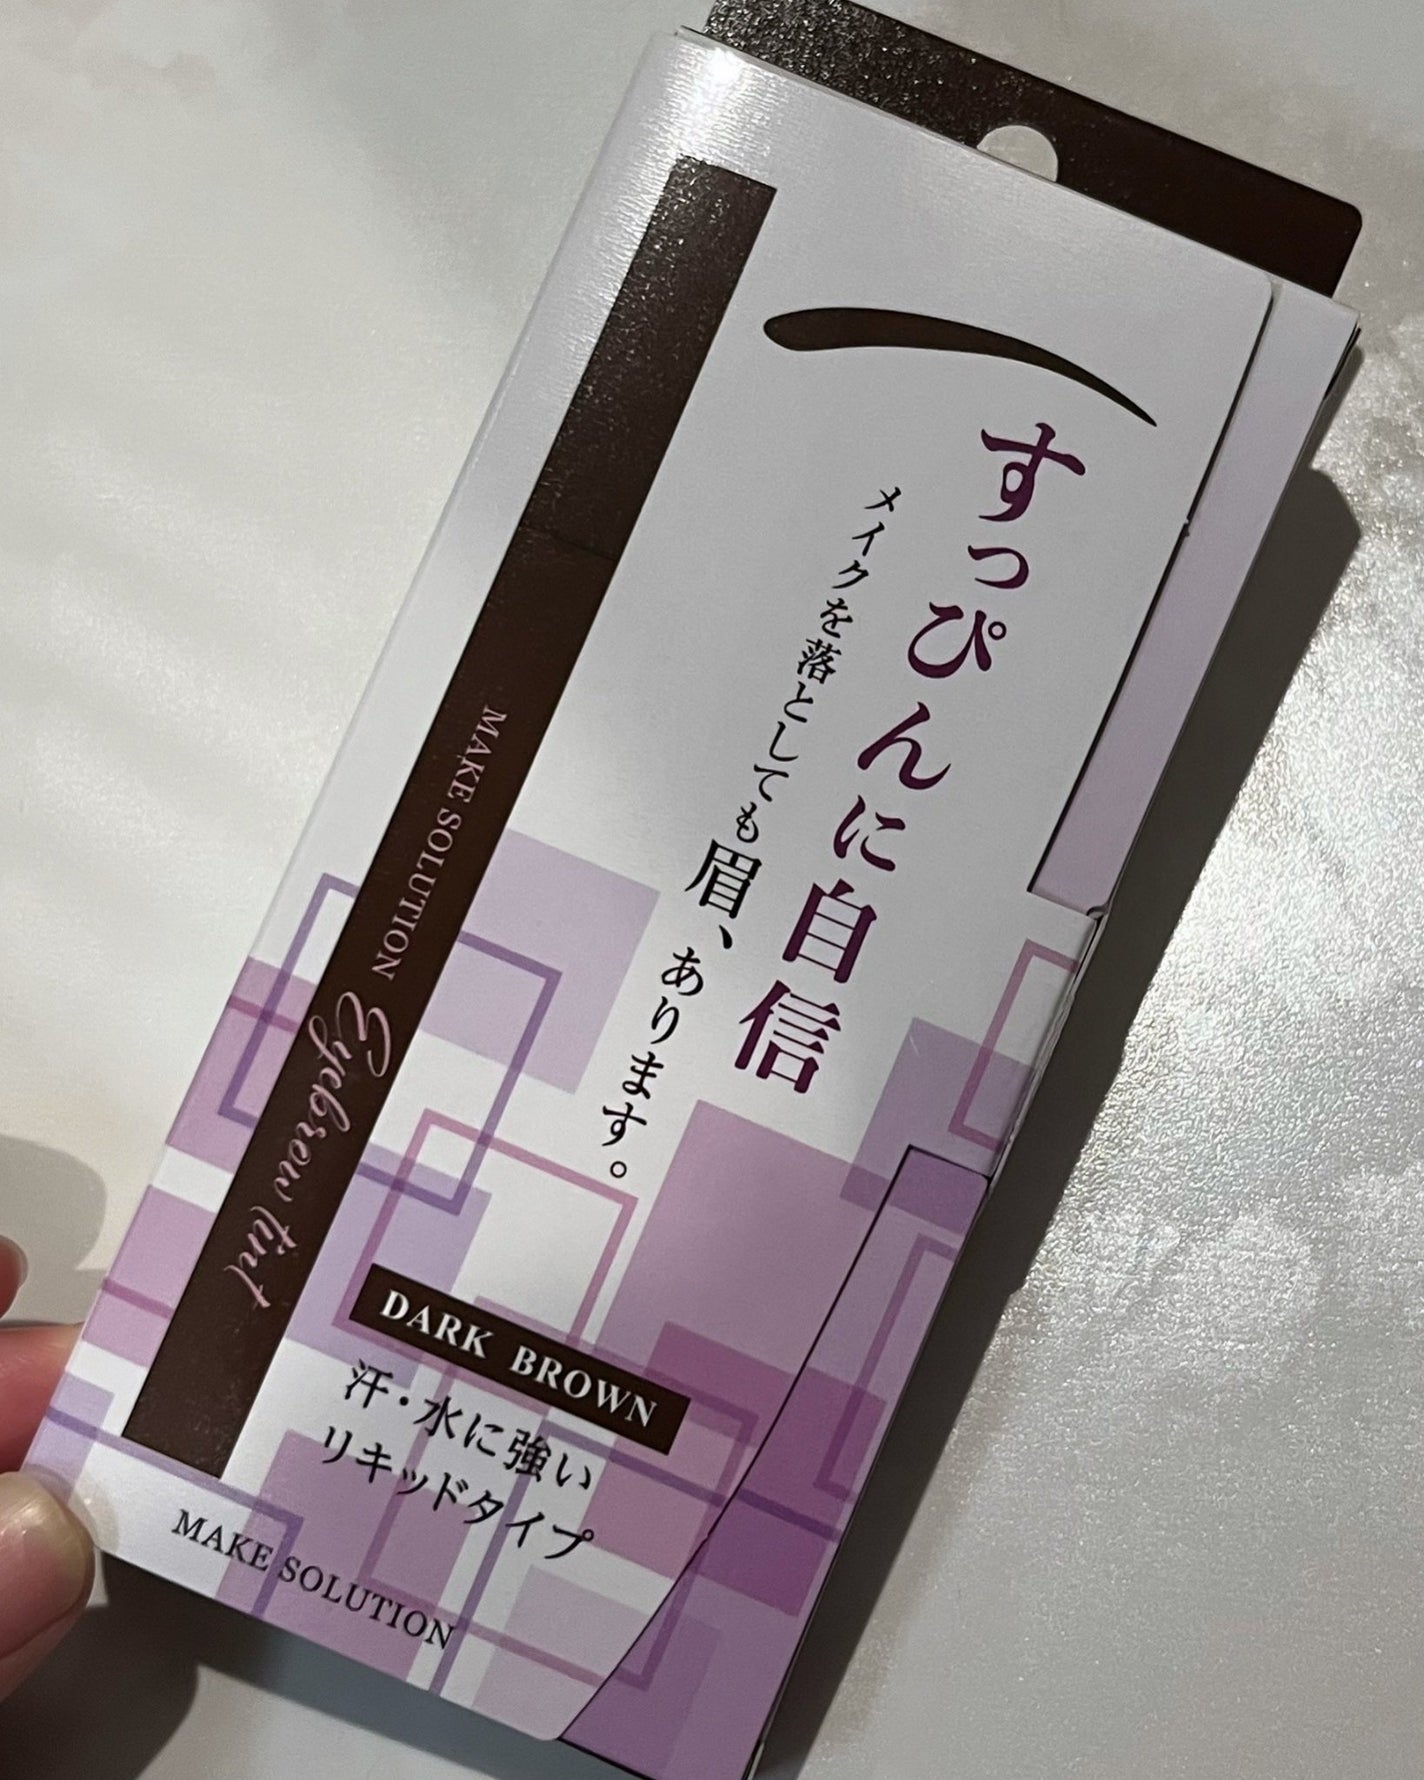 すっぴんに自信
メイクを落としても眉、あります。
MAKE SOLUTION Eyebrow tint
DARK BROWN
汗・水に強い
リキッドタイプ
MAKE SOLUTION